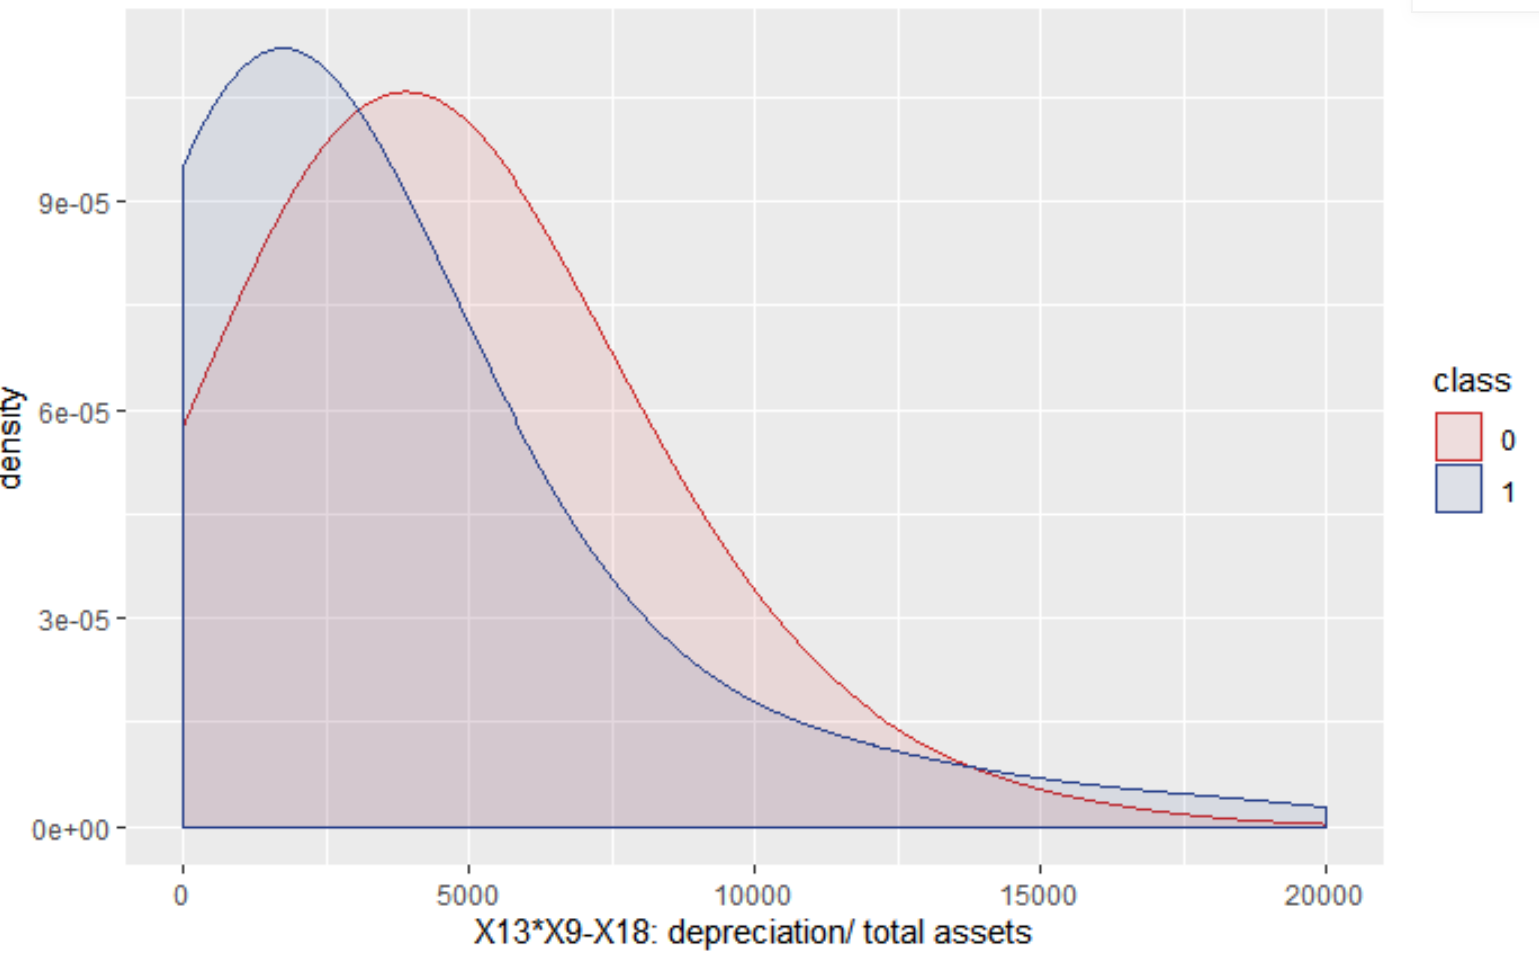 density
9e-05
6e-05
3e-05
0e+00
0
5000
10000
15000
20000
X13*X9-X18: depreciation/ total assets
class
0
1